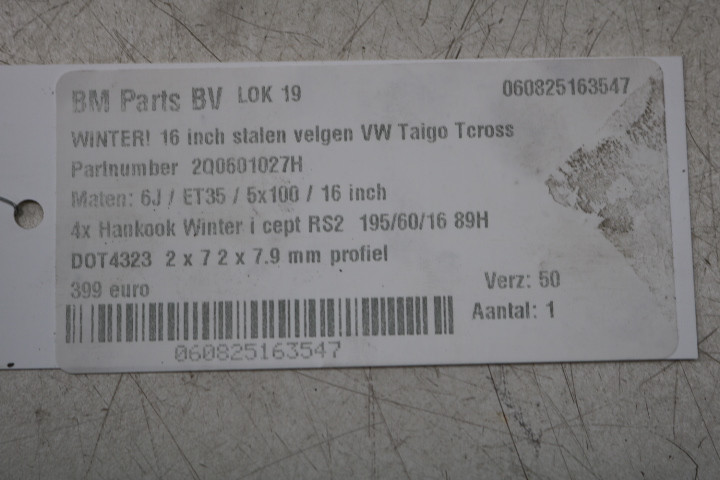 BM Parts BV LOK 19 060825163547
WINTER! 16 inch stalen velgen VW Taigo Tcross
Partnumber 2Q0601027H
Maten: 6J / ET35 / 5x100 / 16 inch
4x Hankook Winter i cept RS2 195/60/16 89H
DOT4323 2 x 7 2 x 7.9 mm profiel
399 euro
Verz: 50
Aantal: 1
060825163547